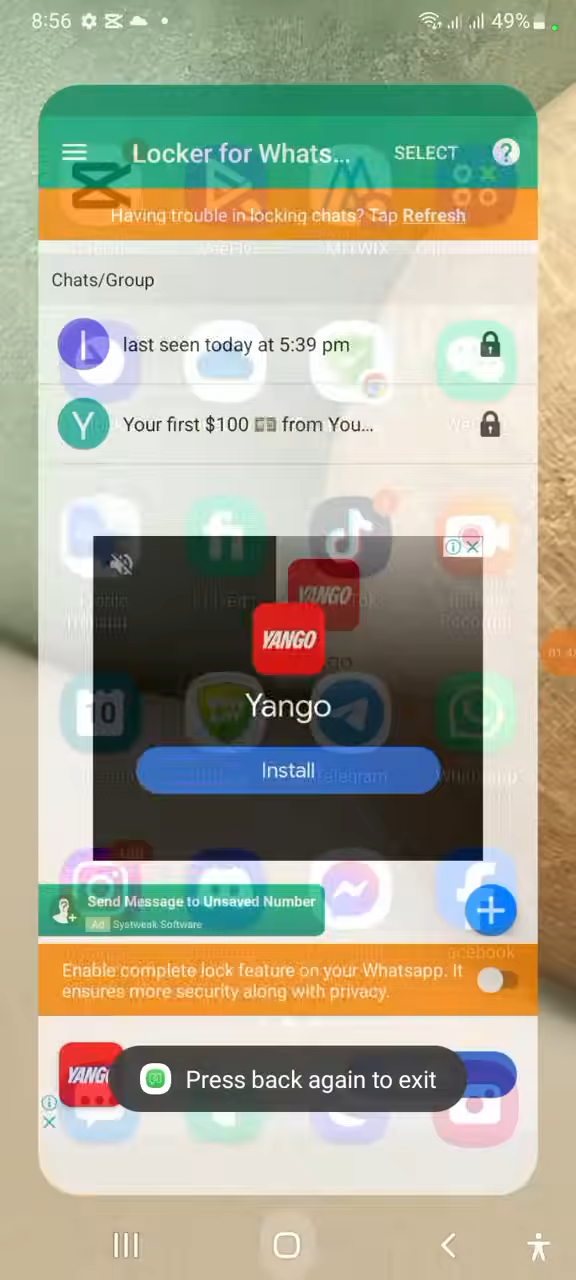 8:56
49%
Locker for Whats...
SELECT
?
Having trouble in locking chats? Tap Refresh
Chats/Group
L
last seen today at 5:39 pm
Y
Your first $100 💵 from You...
YANGO
YANGO
Yango
Install
10
Telegram
Send Message to Unsaved Number
Ad Systweak Software
Enable complete lock feature on your Whatsapp. It
ensures more security along with privacy.
Press back again to exit